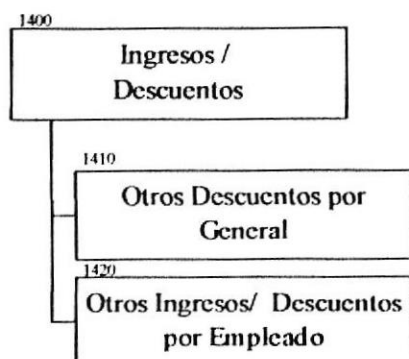 1400
Ingresos /
Descuentos
1410
Otros Descuentos por
General
1420
Otros Ingresos/ Descuentos
por Empleado